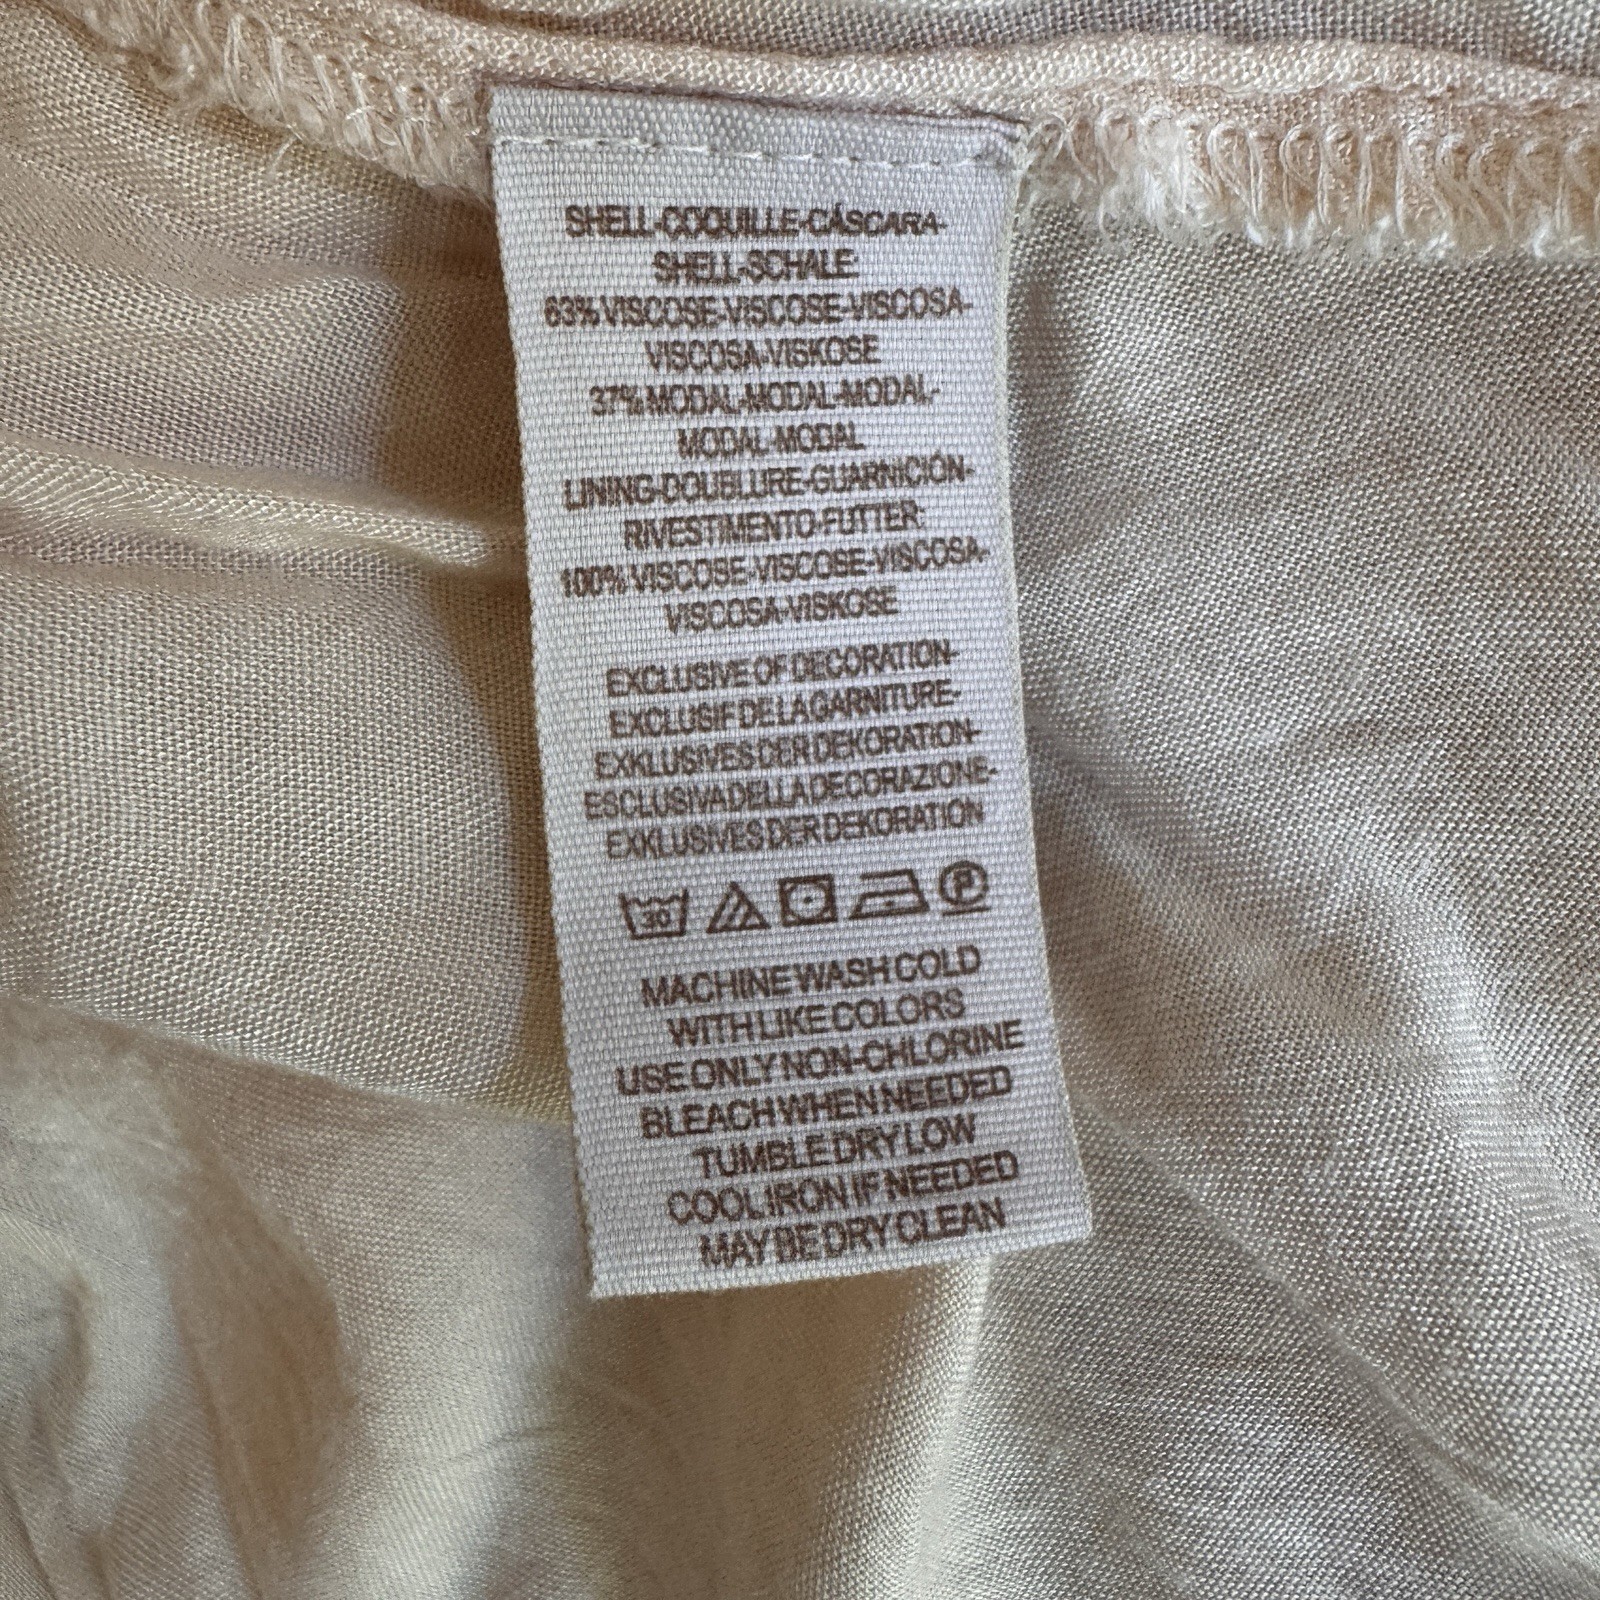 SHELL-COQUILLE-CÁSCARA-
SHELL-SCHALE
63% VISCOSE-VISCOSE-VISCOSA-
VISCOSA-VISKOSE
37% MODAL-MODAL-MODAL-
MODAL-MODAL
LINING-DOUBLURE-GUARNICIÓN-
RIVESTIMENTO-FUTTER
100% VISCOSE-VISCOSE-VISCOSA-
VISCOSA-VISKOSE
EXCLUSIVE OF DECORATION-
EXCLUSIF DE LA GARNITURE-
EXKLUSIVES DER DEKORATION-
ESCLUSIVA DELLA DECORAZIONE-
EXKLUSIVES DER DEKORATION
30 P
MACHINE WASH COLD
WITH LIKE COLORS
USE ONLY NON-CHLORINE
BLEACH WHEN NEEDED
TUMBLE DRY LOW
COOL IRON IF NEEDED
MAY BE DRY CLEAN